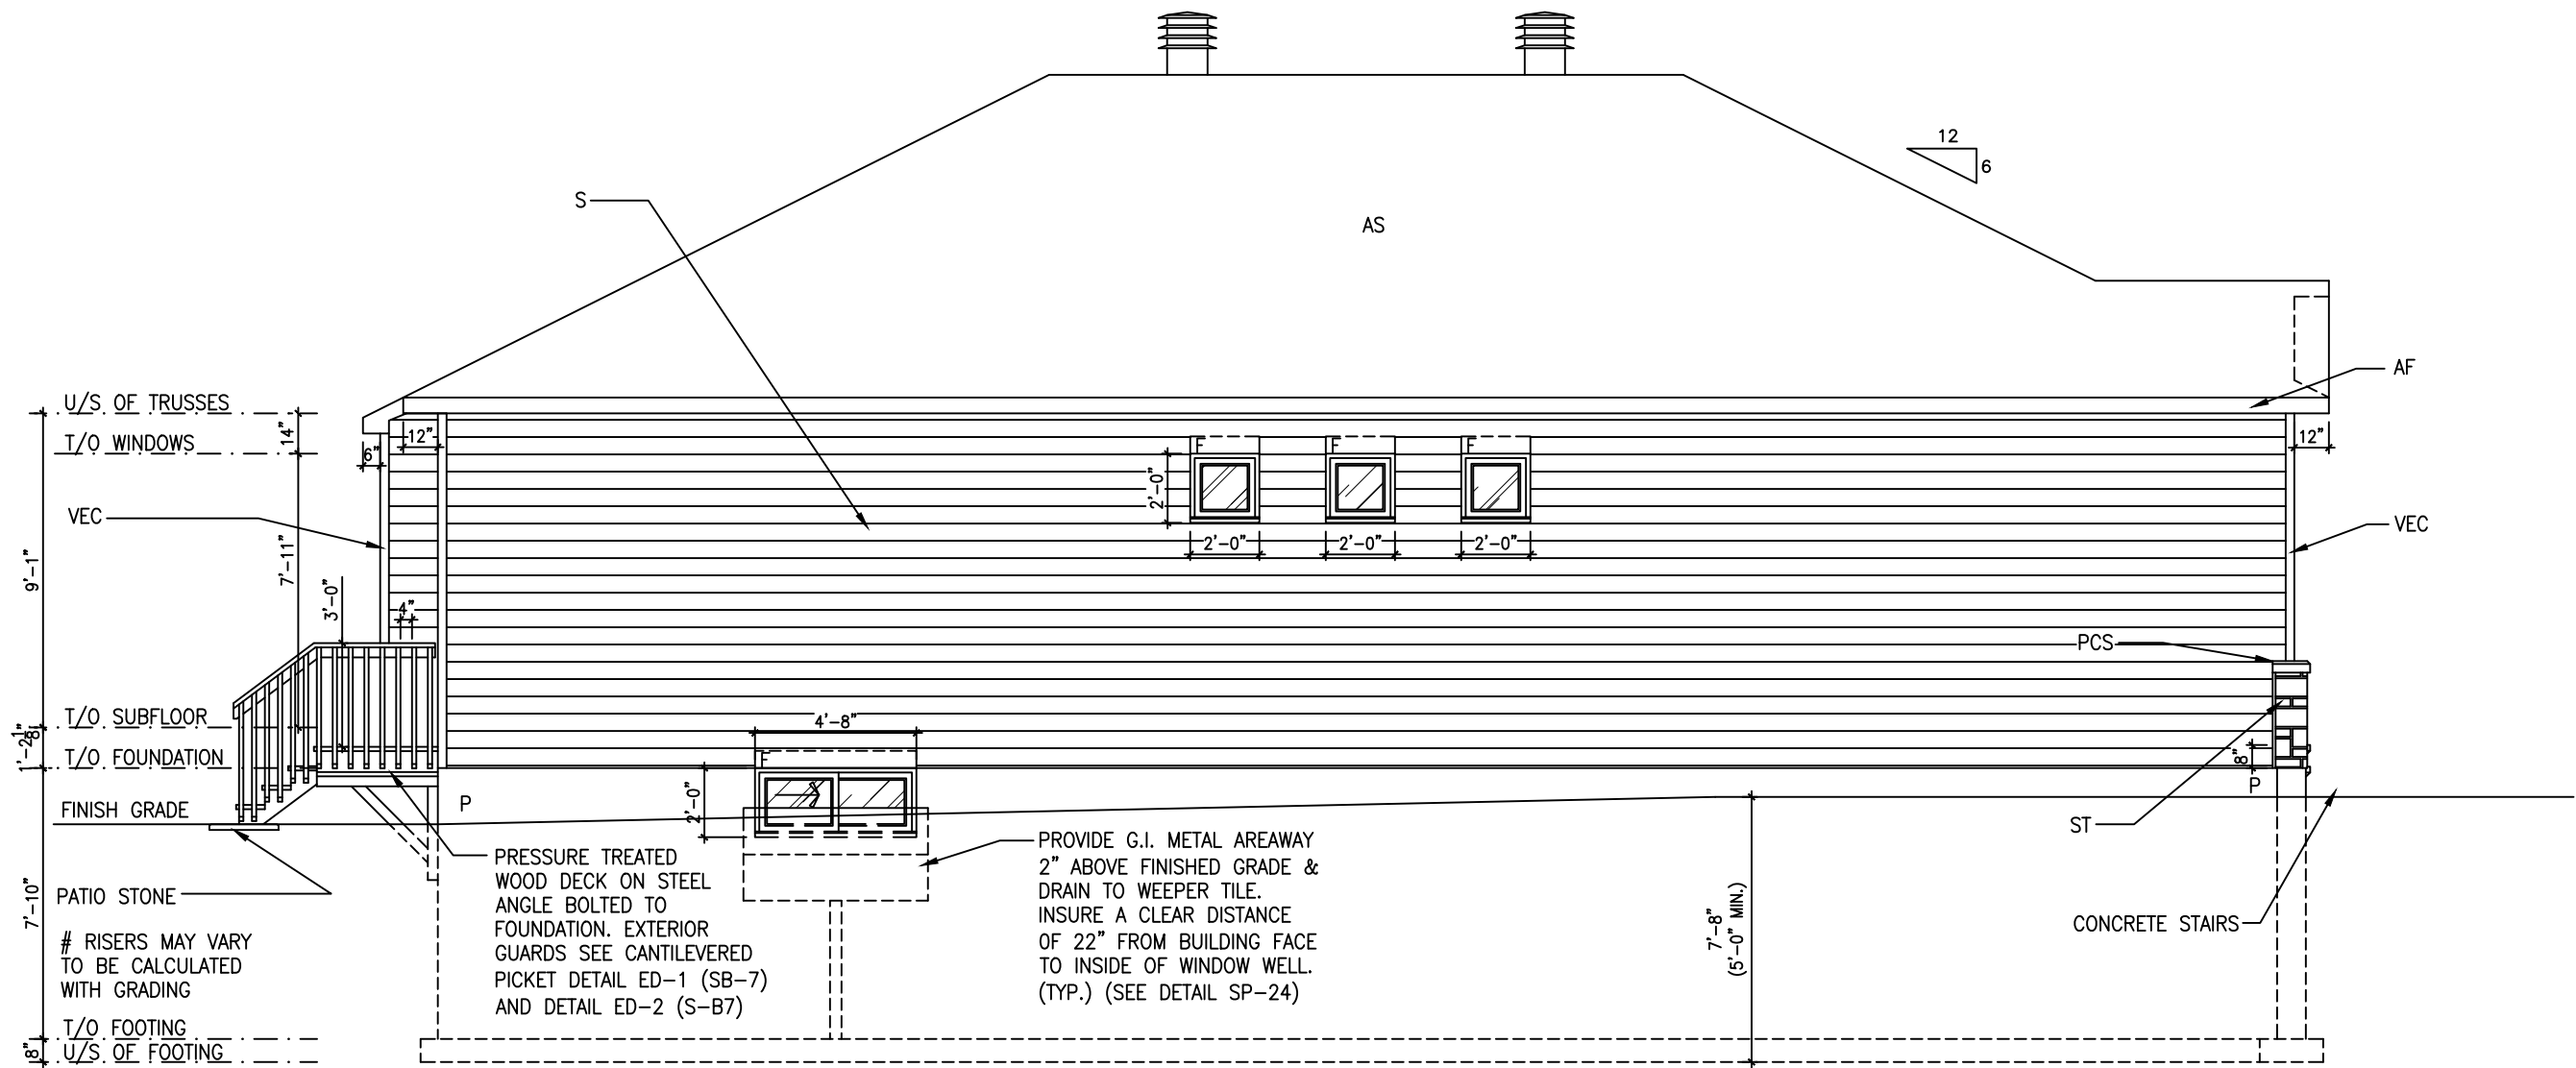 12
6
S
AS
AF
U/S OF TRUSSES
T/O WINDOWS
14"
12"
6"
F
F
F
12"
2'-0"
2'-0"
2'-0"
2'-0"
VEC
VEC
9'-1"
7'-11"
3'-0"
4"
PCS
T/O SUBFLOOR
4'-8"
1'-2
8"
T/O FOUNDATION
F
8"
P
P
2'-0"
FINISH GRADE
ST
PATIO STONE
# RISERS MAY VARY
TO BE CALCULATED
WITH GRADING
7'-10"
PRESSURE TREATED
WOOD DECK ON STEEL
ANGLE BOLTED TO
FOUNDATION. EXTERIOR
GUARDS SEE CANTILEVERED
PICKET DETAIL ED-1 (SB-7)
AND DETAIL ED-2 (S-B7)
PROVIDE G.I. METAL AREAWAY
2" ABOVE FINISHED GRADE &
DRAIN TO WEEPER TILE.
INSURE A CLEAR DISTANCE
OF 22" FROM BUILDING FACE
TO INSIDE OF WINDOW WELL.
(TYP.) (SEE DETAIL SP-24)
7'-8"
(5'-0" MIN.)
CONCRETE STAIRS
T/O FOOTING
8"
U/S OF FOOTING